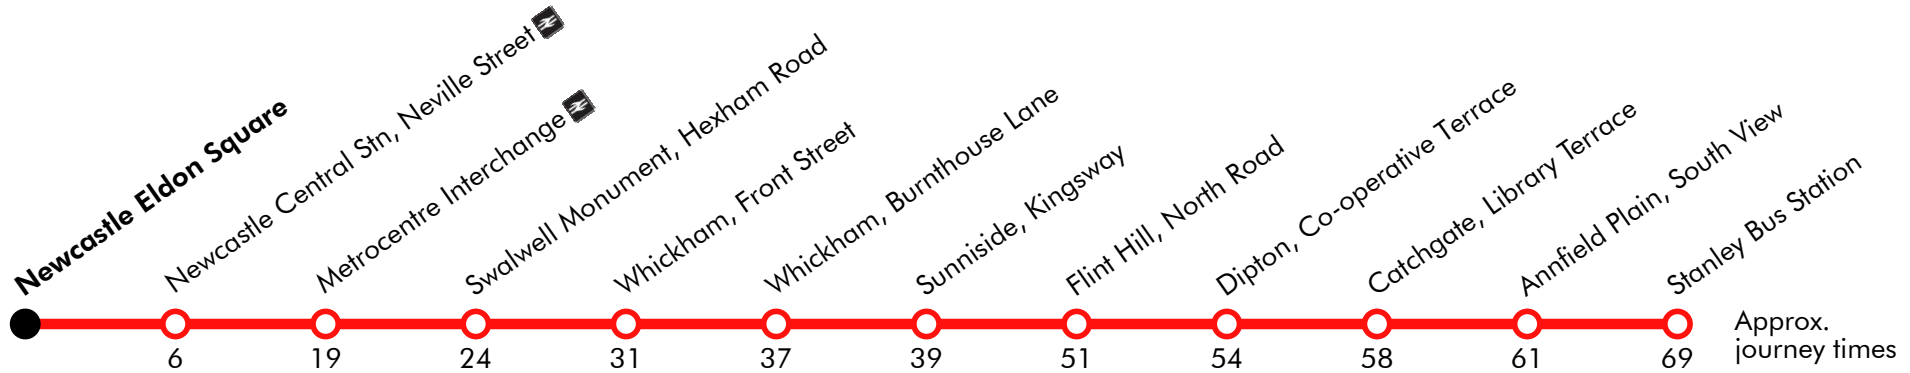 Newcastle Eldon Square
Newcastle Central Stn, Neville Street
Metrocentre Interchange
Swalwell Monument, Hexham Road
Whickham, Front Street
Whickham, Burnthouse Lane
Sunniside, Kingsway
Flint Hill, North Road
Dipton, Co-operative Terrace
Catchgate, Library Terrace
Annfield Plain, South View
Stanley Bus Station
6 19 24 31 37 39 51 54 58 61 69
Approx.
journey times